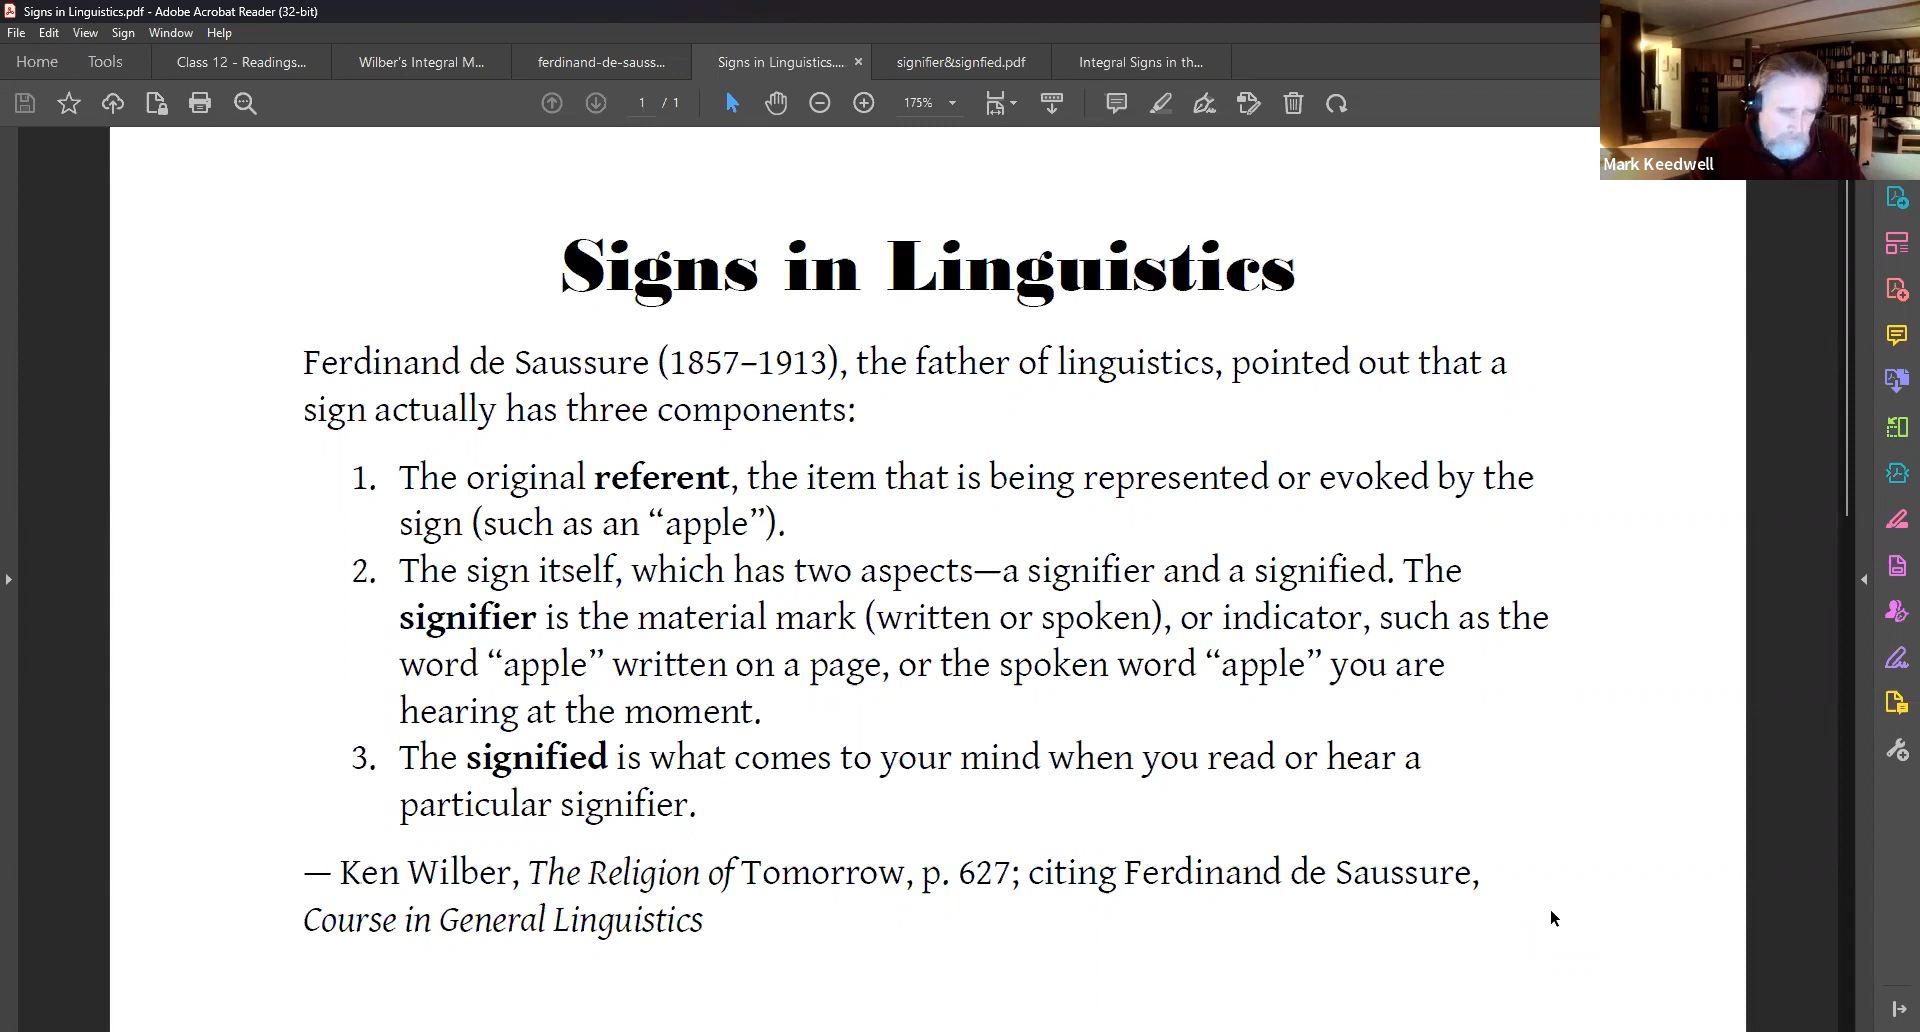 Signs in Linguistics.pdf - Adobe Acrobat Reader (32-bit)
File Edit View Sign Window Help
Home Tools Class 12 - Readings... Wilber's Integral M... ferdinand-de-sauss... Signs in Linguistics.... × signifier&signfied.pdf Integral Signs in th...
1 / 1 175%
Mark Keedwell
Signs in Linguistics
Ferdinand de Saussure (1857–1913), the father of linguistics, pointed out that a
sign actually has three components:
1. The original referent, the item that is being represented or evoked by the
sign (such as an “apple”).
2. The sign itself, which has two aspects—a signifier and a signified. The
signifier is the material mark (written or spoken), or indicator, such as the
word “apple” written on a page, or the spoken word “apple” you are
hearing at the moment.
3. The signified is what comes to your mind when you read or hear a
particular signifier.
— Ken Wilber, The Religion of Tomorrow, p. 627; citing Ferdinand de Saussure,
Course in General Linguistics